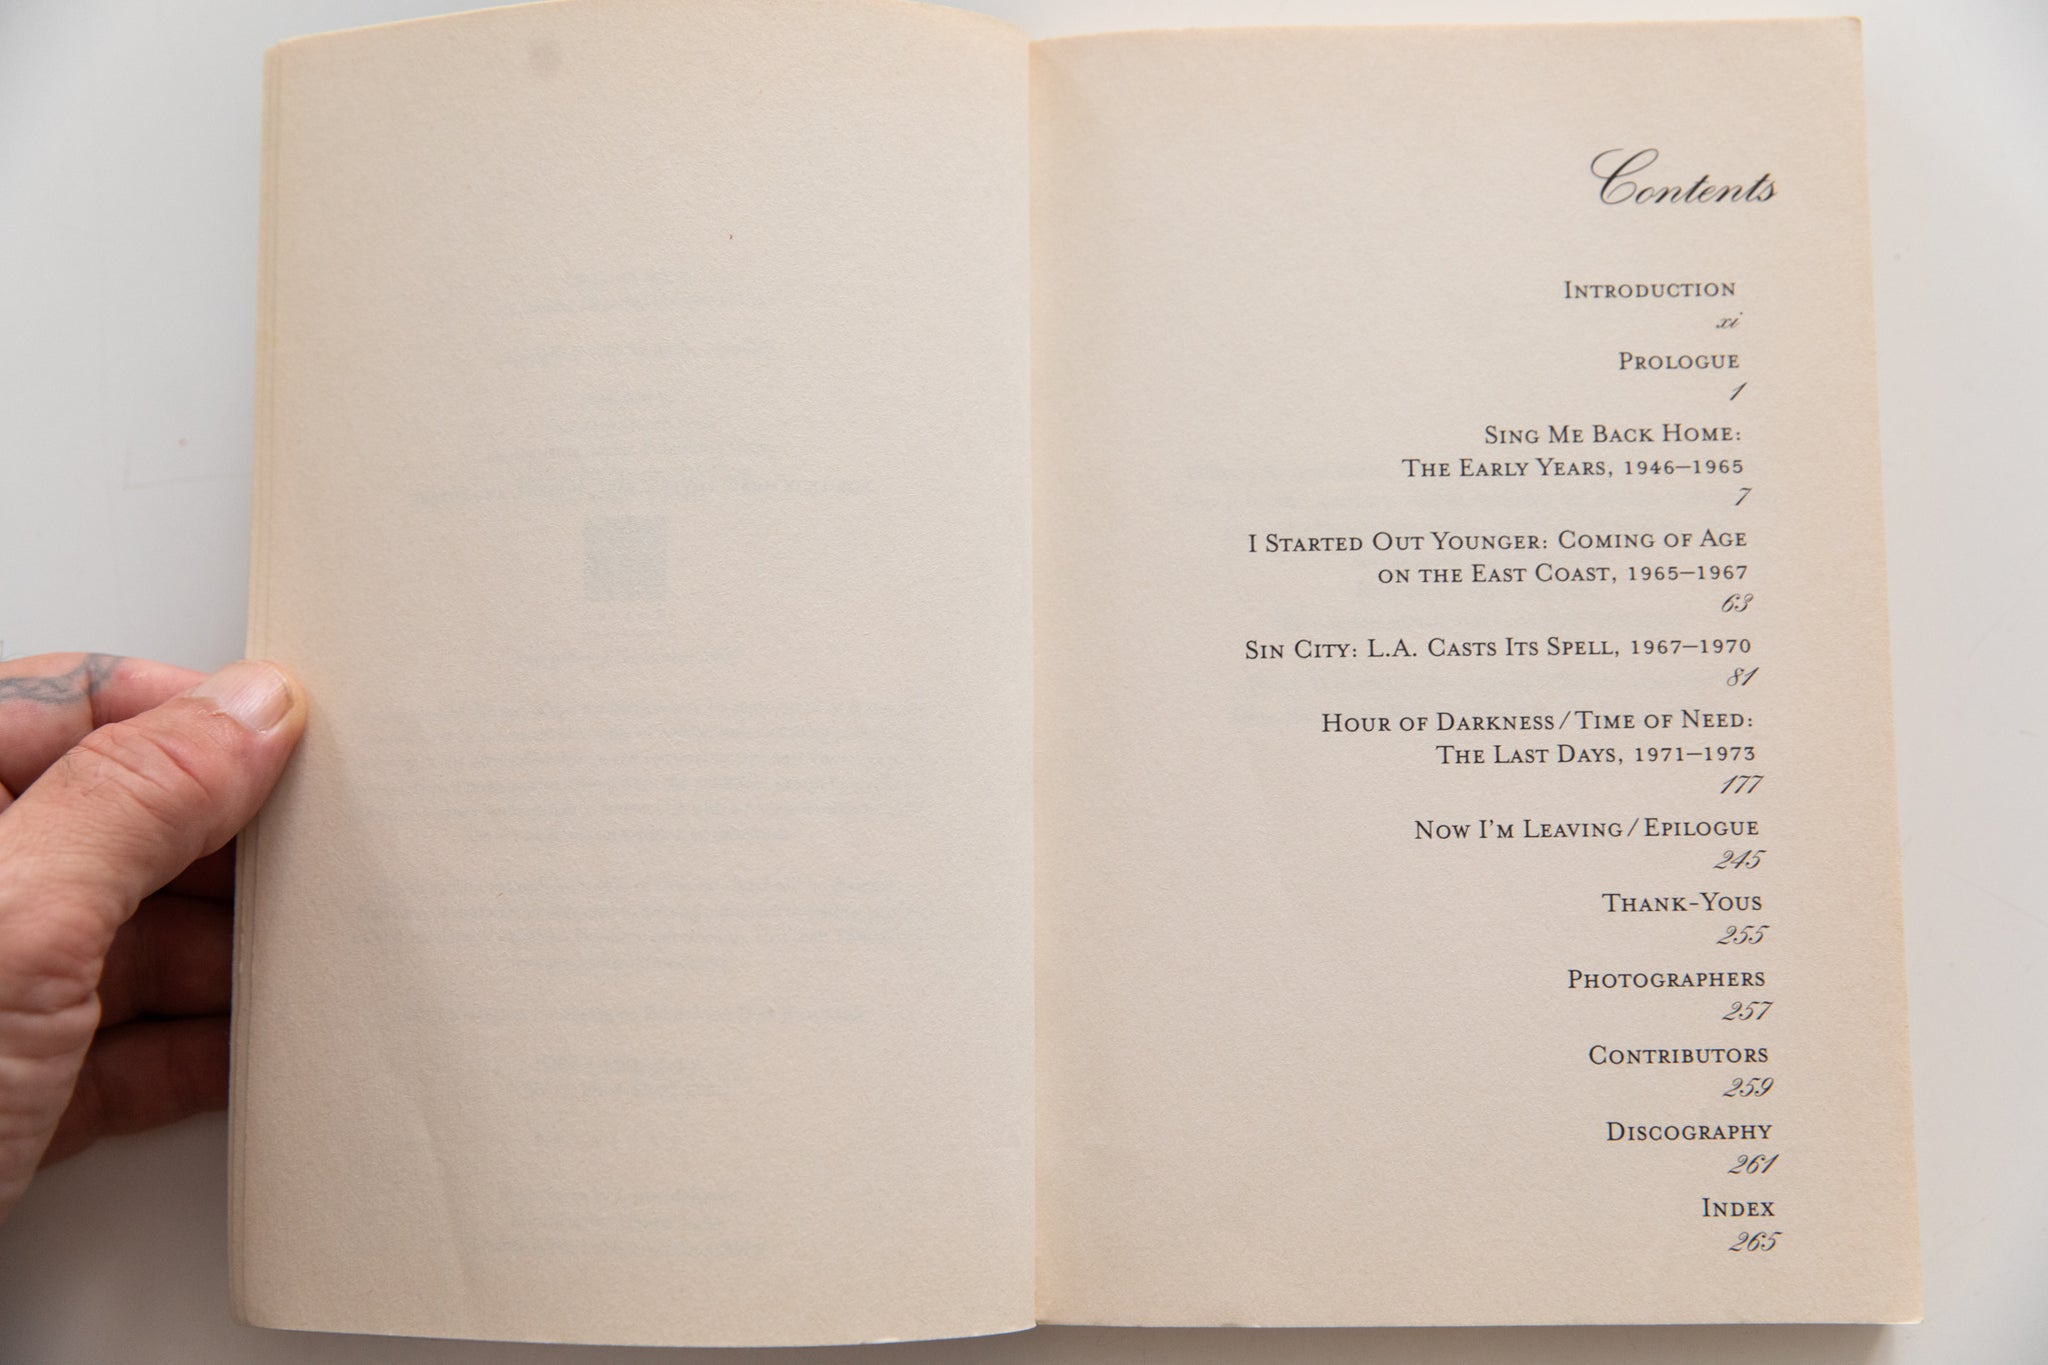 Contents
Introduction
xi
Prologue
1
Sing Me Back Home:
The Early Years, 1946–1965
7
I Started Out Younger: Coming of Age
on the East Coast, 1965–1967
63
Sin City: L.A. Casts Its Spell, 1967–1970
81
Hour of Darkness/Time of Need:
The Last Days, 1971–1973
177
Now I'm Leaving/Epilogue
245
Thank-Yous
255
Photographers
257
Contributors
259
Discography
261
Index
265